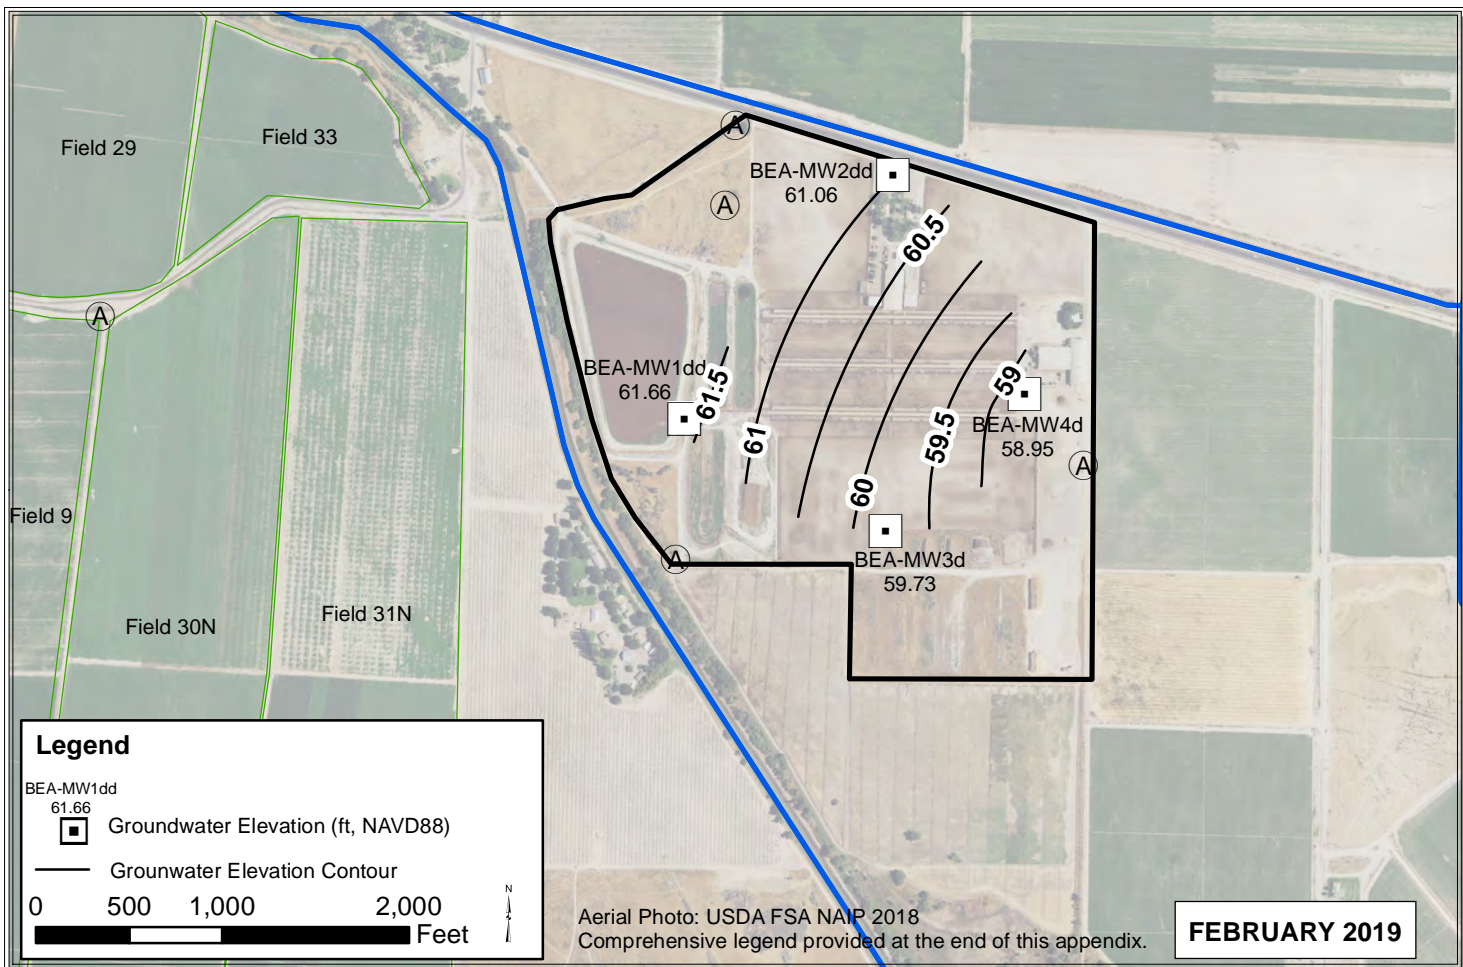 Field 29
Field 33
A
BEA-MW2dd
61.06
A
60.5
A
BEA-MW1dd
61.66
61.5
61
59
59.5
BEA-MW4d
58.95
A
60
Field 9
A
BEA-MW3d
59.73
Field 30N
Field 31N
Legend
BEA-MW1dd
61.66
Groundwater Elevation (ft, NAVD88)
Grounwater Elevation Contour
0 500 1,000 2,000
Feet
N
Aerial Photo: USDA FSA NAIP 2018
Comprehensive legend provided at the end of this appendix.
FEBRUARY 2019